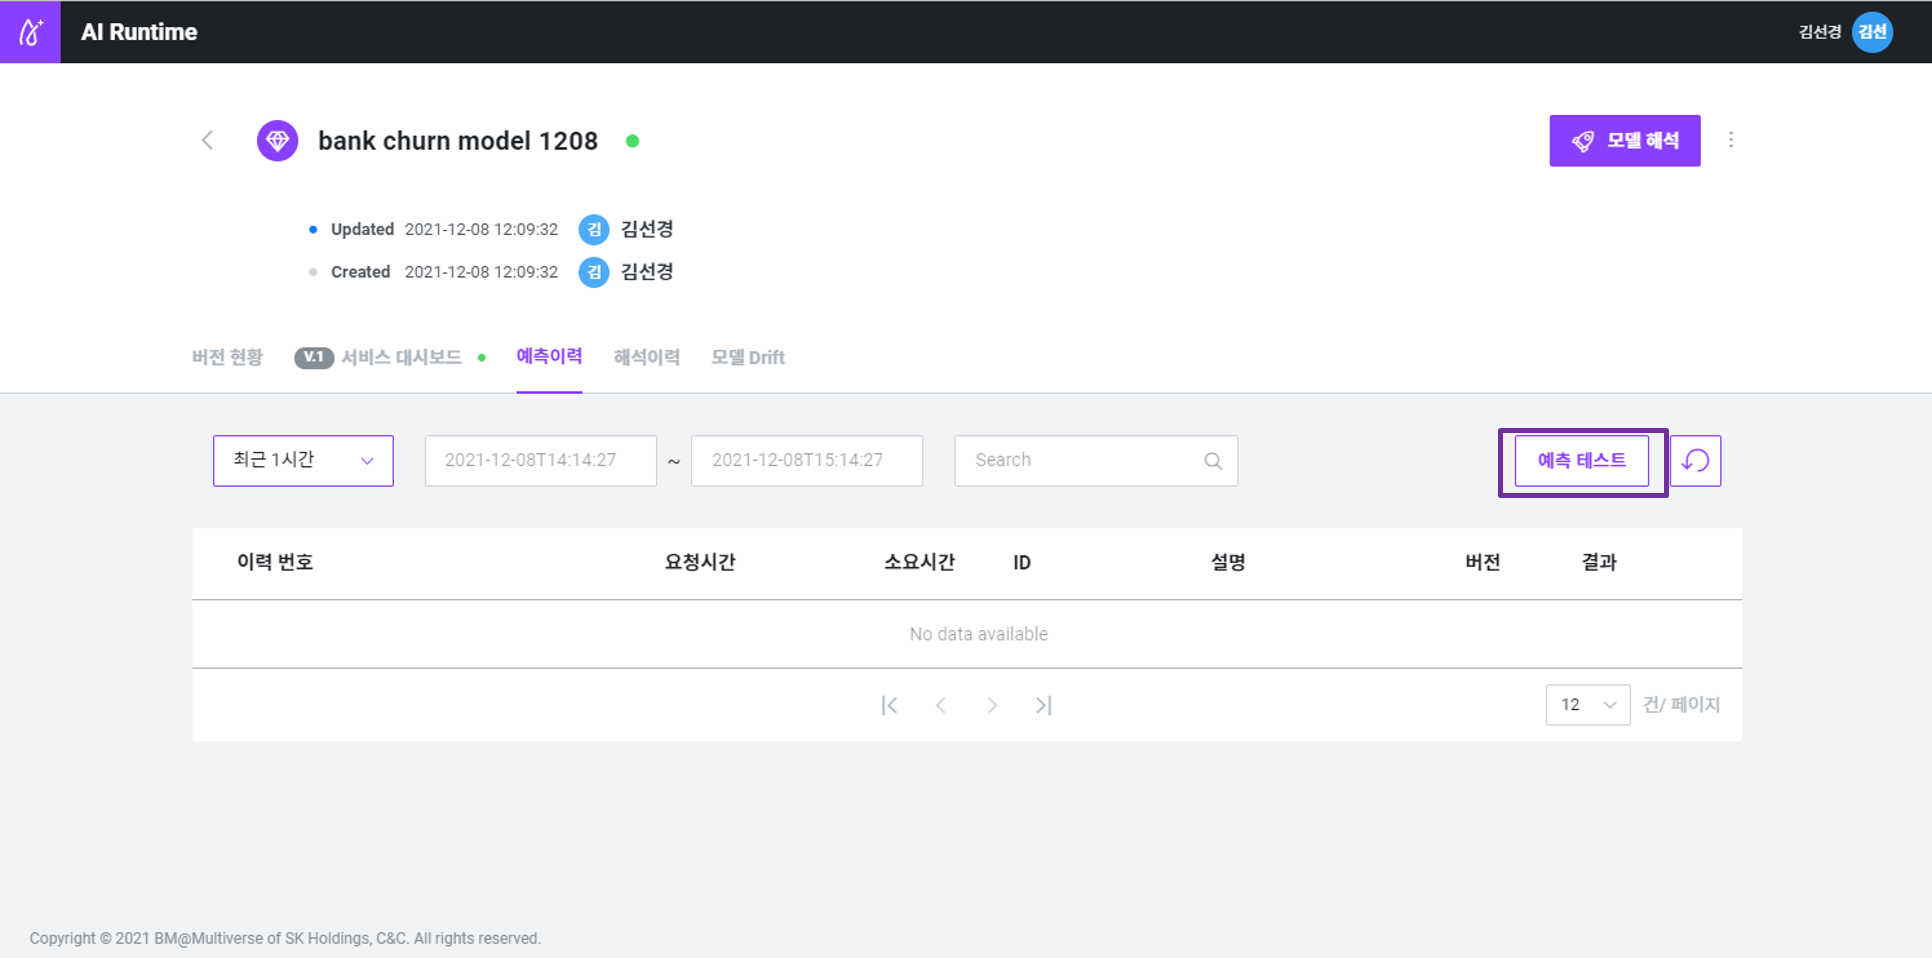 AI Runtime
김선경 김선
bank churn model 1208
모델 해석
Updated 2021-12-08 12:09:32 김 김선경
Created 2021-12-08 12:09:32 김 김선경
버전 현황 V.1 서비스 대시보드 예측이력 해석이력 모델 Drift
최근 1시간 2021-12-08T14:14:27 ~ 2021-12-08T15:14:27 Search 예측 테스트
이력 번호 요청시간 소요시간 ID 설명 버전 결과
No data available
12 건/ 페이지
Copyright © 2021 BM@Multiverse of SK Holdings, C&C. All rights reserved.